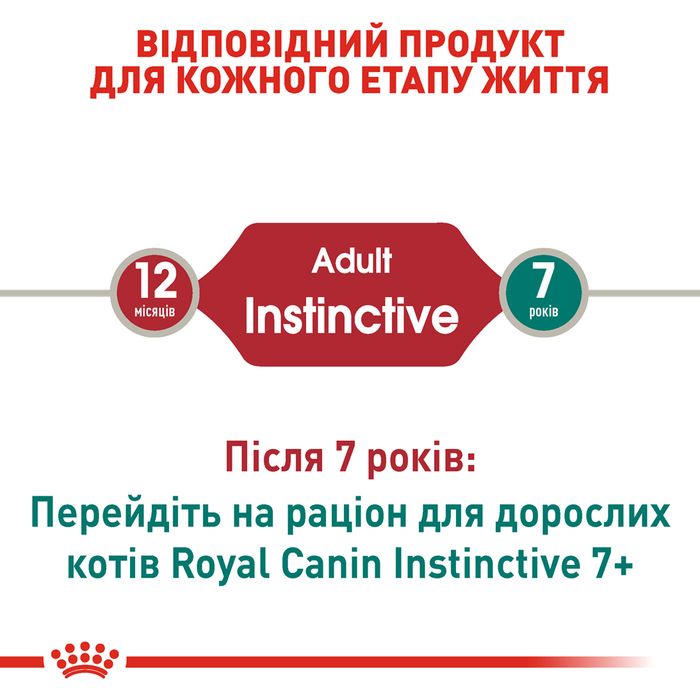 ВІДПОВІДНИЙ ПРОДУКТ
ДЛЯ КОЖНОГО ЕТАПУ ЖИТТЯ
12
місяців
Adult
Instinctive
7
років
Після 7 років:
Перейдіть на раціон для дорослих
котів Royal Canin Instinctive 7+